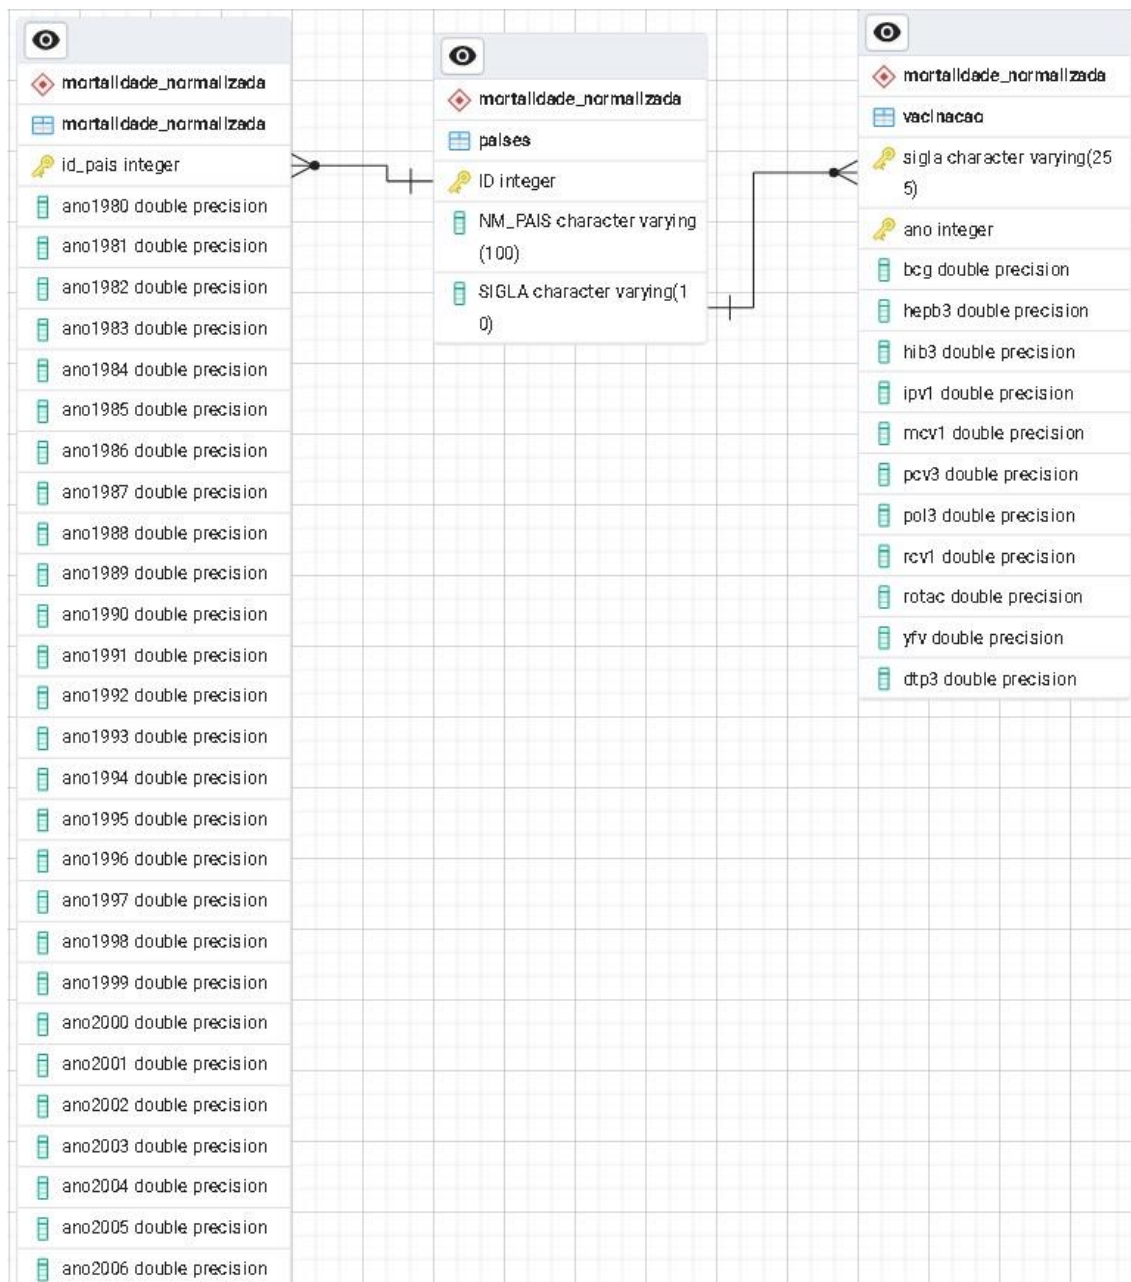 mortalidade_normalizada
mortalidade_normalizada
id_pais integer
ano1980 double precision
ano1981 double precision
ano1982 double precision
ano1983 double precision
ano1984 double precision
ano1985 double precision
ano1986 double precision
ano1987 double precision
ano1988 double precision
ano1989 double precision
ano1990 double precision
ano1991 double precision
ano1992 double precision
ano1993 double precision
ano1994 double precision
ano1995 double precision
ano1996 double precision
ano1997 double precision
ano1998 double precision
ano1999 double precision
ano2000 double precision
ano2001 double precision
ano2002 double precision
ano2003 double precision
ano2004 double precision
ano2005 double precision
ano2006 double precision
mortalidade_normalizada
paises
ID integer
NM_PAIS character varying
(100)
SIGLA character varying(1
0)
mortalidade_normalizada
vacinacao
sigla character varying(25
5)
ano integer
bcg double precision
hepb3 double precision
hib3 double precision
ipv1 double precision
mcv1 double precision
pcv3 double precision
pol3 double precision
rcv1 double precision
rotac double precision
yfv double precision
dtp3 double precision